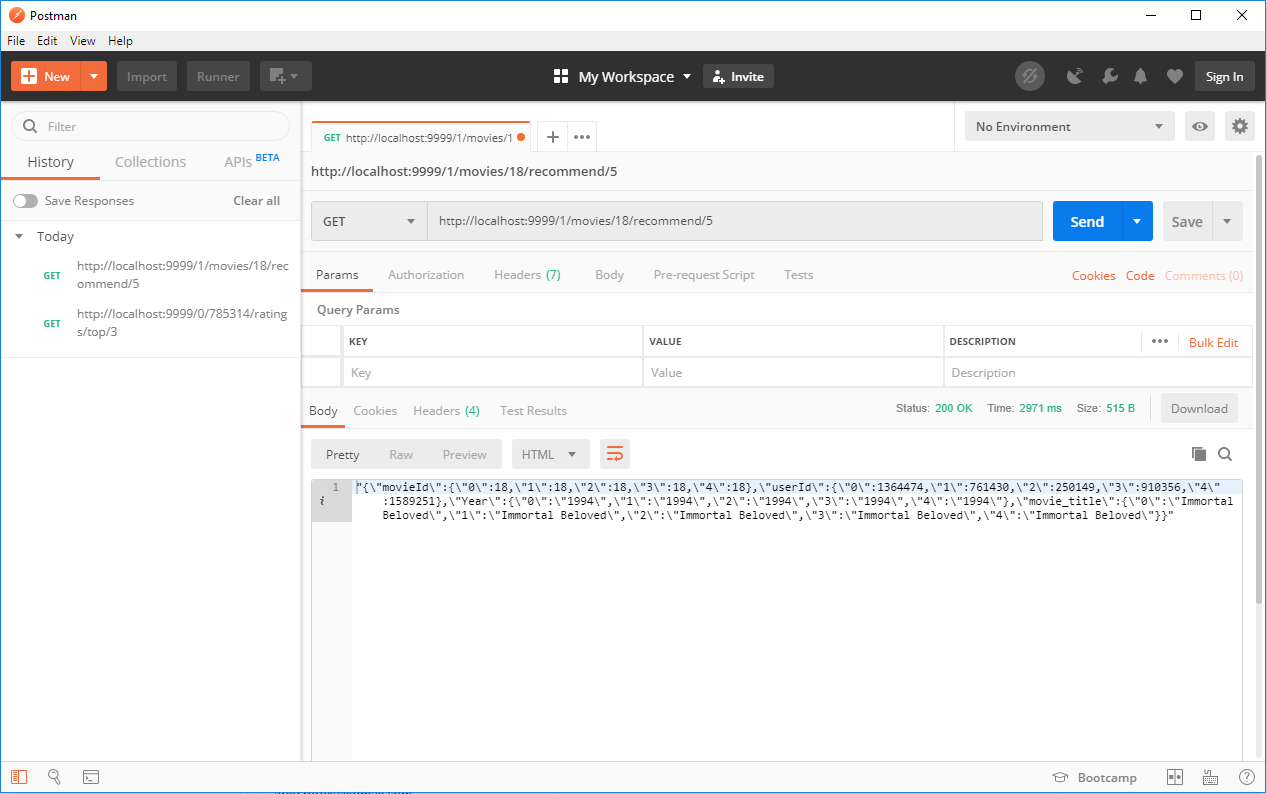 Postman
File Edit View Help
New Import Runner My Workspace Invite Sign In
Filter
History Collections APIs BETA
Save Responses Clear all
Today
GET http://localhost:9999/1/movies/18/rec
ommend/5
GET http://localhost:9999/0/785314/rating
s/top/3
GET http://localhost:9999/1/movies/1 + •••
No Environment
http://localhost:9999/1/movies/18/recommend/5
GET http://localhost:9999/1/movies/18/recommend/5 Send Save
Params Authorization Headers (7) Body Pre-request Script Tests Cookies Code Comments (0)
Query Params
KEY VALUE DESCRIPTION ••• Bulk Edit
Key Value Description
Body Cookies Headers (4) Test Results Status: 200 OK Time: 2971 ms Size: 515 B Download
Pretty Raw Preview HTML
1 "{\"movieId\":{\"0\":18,\"1\":18,\"2\":18,\"3\":18,\"4\":18},\"userId\":{\"0\":1364474,\"1\":761430,\"2\":250149,\"3\":910356,\"4\"
i :1589251},\"Year\":{\"0\":\"1994\",\"1\":\"1994\",\"2\":\"1994\",\"3\":\"1994\",\"4\":\"1994\"},\"movie_title\":{\"0\":\"Immortal
Beloved\",\"1\":\"Immortal Beloved\",\"2\":\"Immortal Beloved\",\"3\":\"Immortal Beloved\",\"4\":\"Immortal Beloved\"}}"
Bootcamp